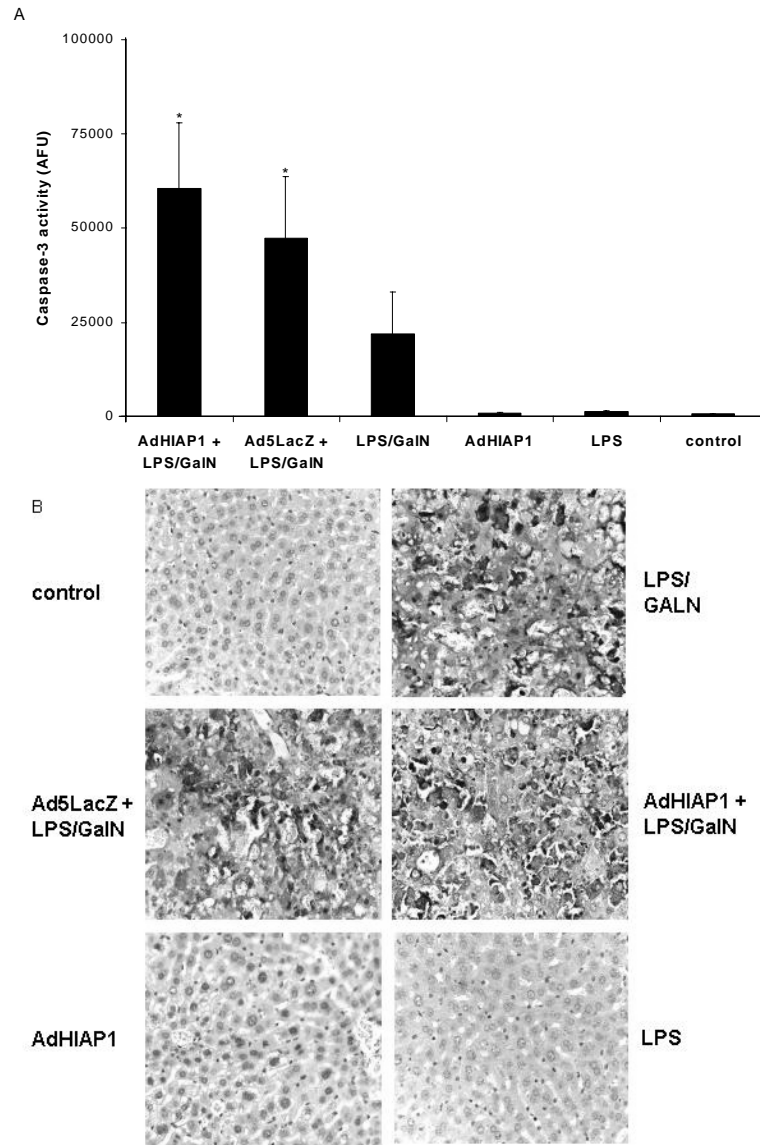 A
100000
75000
50000
25000
0
Caspase-3 activity (AFU)
*
*
AdHIAP1 +
LPS/GalN
Ad5LacZ +
LPS/GalN
LPS/GalN
AdHIAP1
LPS
control
B
control
LPS/
GALN
Ad5LacZ +
LPS/GalN
AdHIAP1 +
LPS/GalN
AdHIAP1
LPS